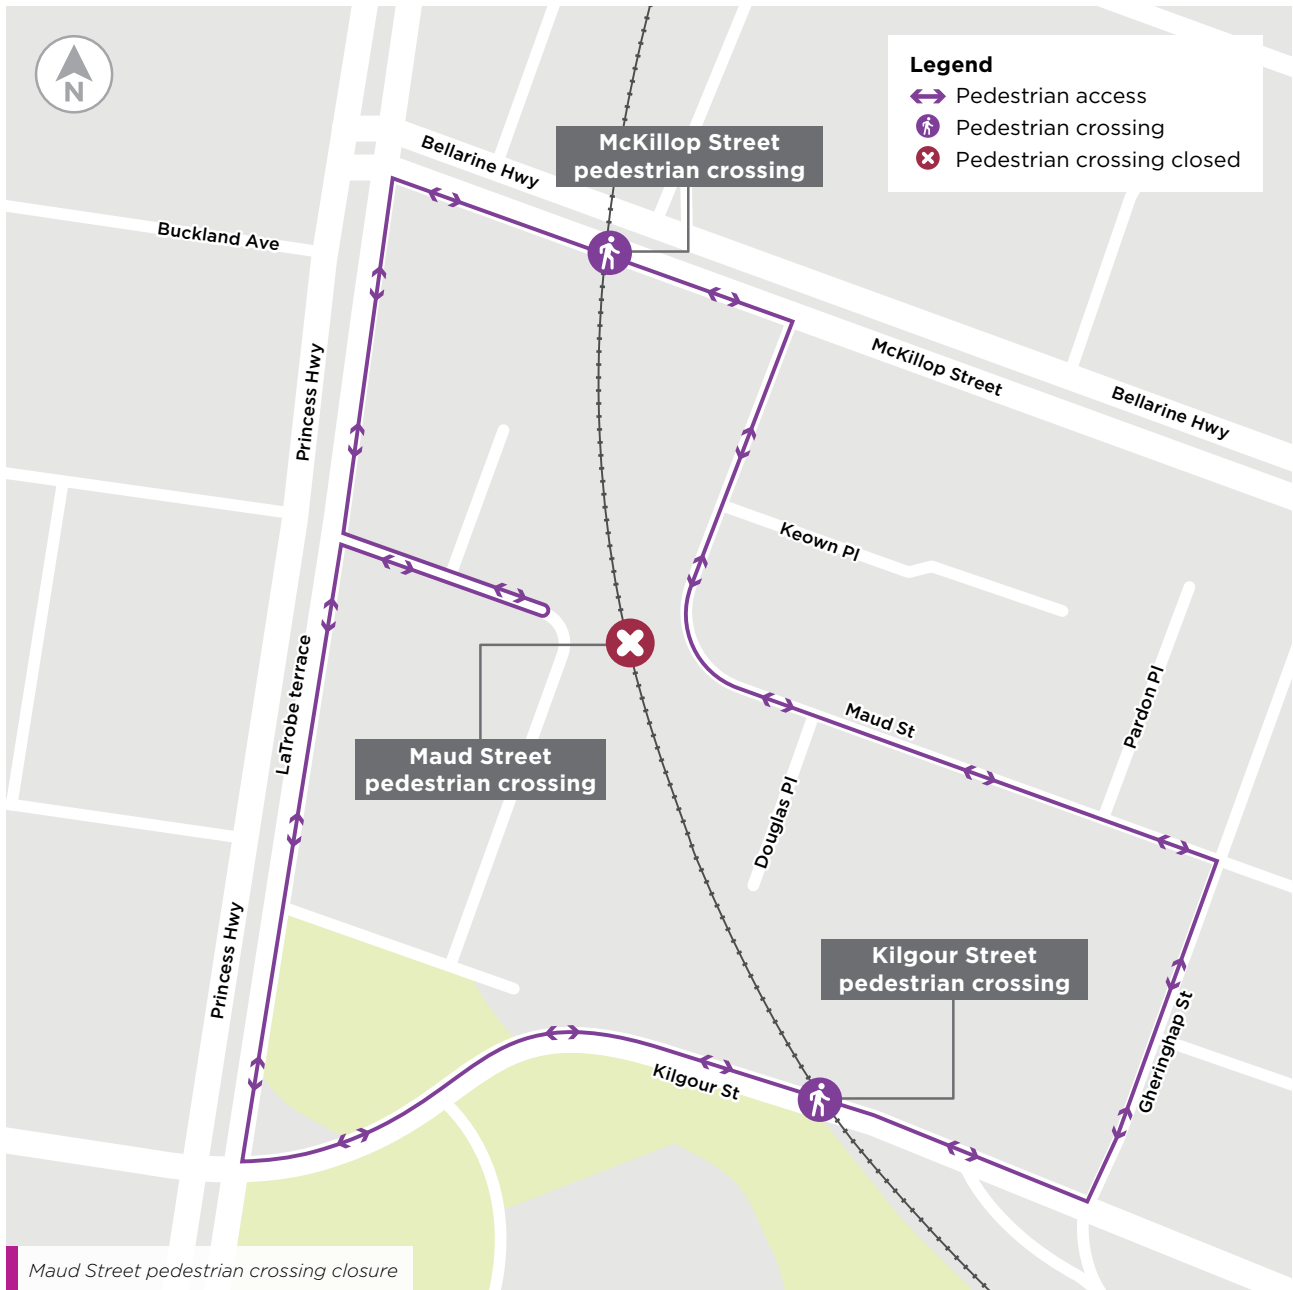 N
Legend
Pedestrian access
Pedestrian crossing
Pedestrian crossing closed
McKillop Street
pedestrian crossing
Bellarine Hwy
Buckland Ave
Princess Hwy
McKillop Street
Bellarine Hwy
Keown Pl
LaTrobe terrace
Maud St
Pardon Pl
Maud Street
pedestrian crossing
Douglas Pl
Princess Hwy
Kilgour Street
pedestrian crossing
Gheringhap St
Kilgour St
Maud Street pedestrian crossing closure